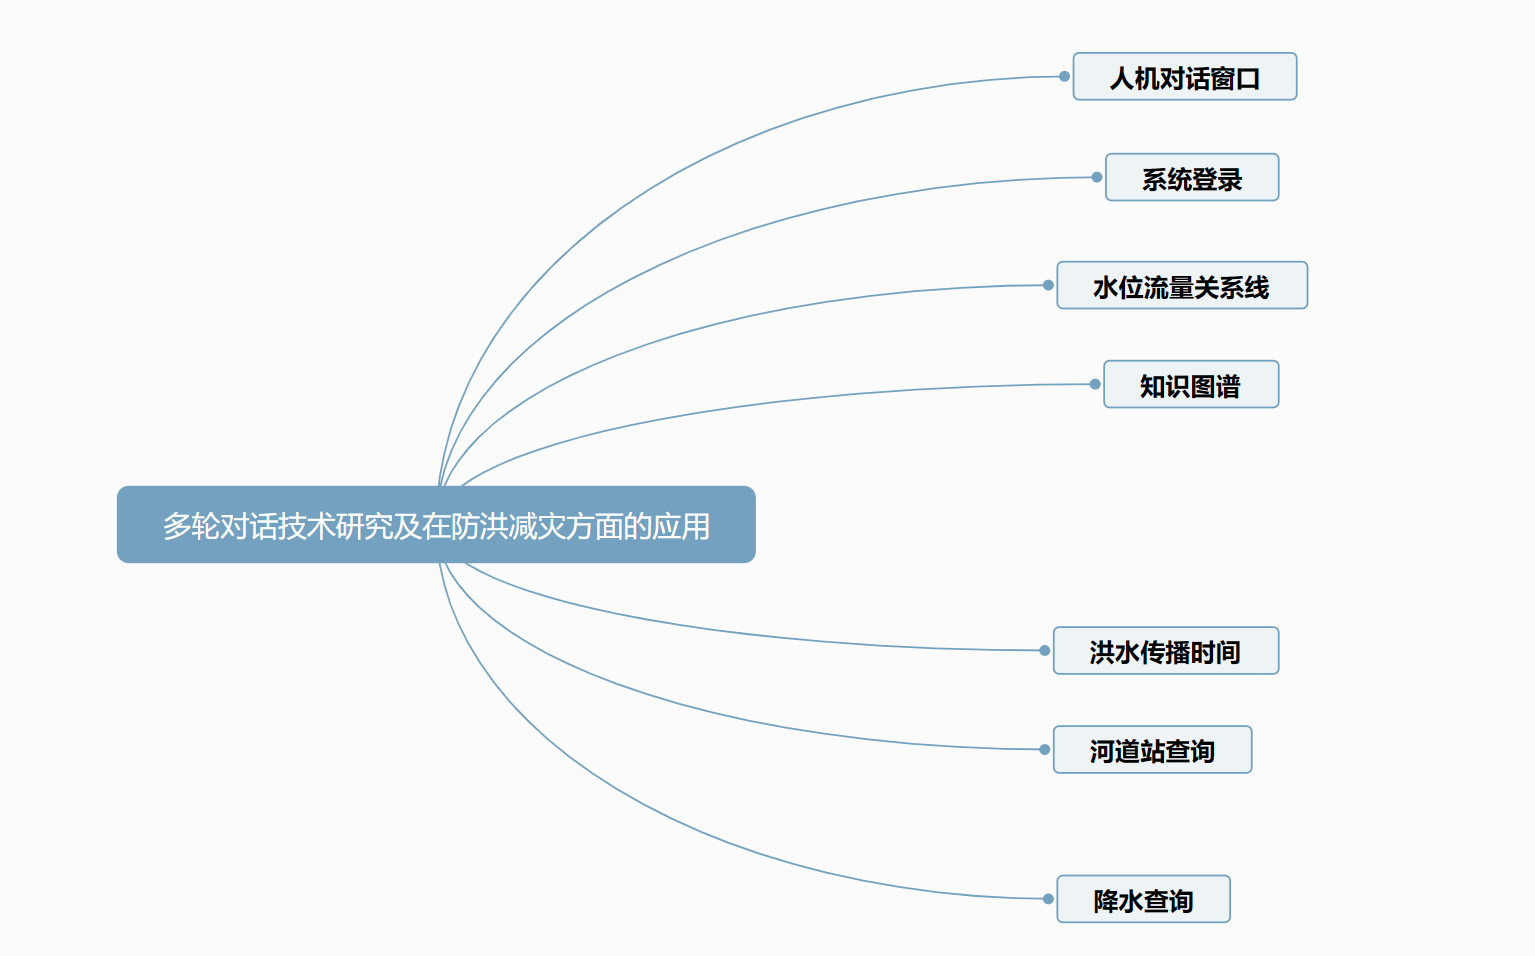 人机对话窗口
系统登录
水位流量关系线
知识图谱
多轮对话技术研究及在防洪减灾方面的应用
洪水传播时间
河道站查询
降水查询